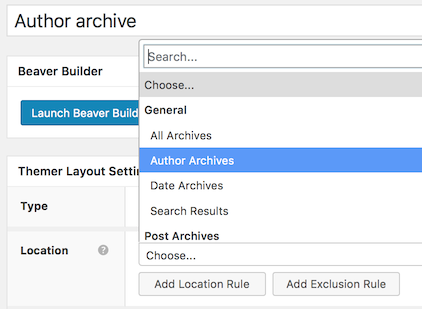 Author archive
Search...
Beaver Builder
Choose...
General
Launch Beaver Build
All Archives
Author Archives
Themer Layout Settin
Date Archives
Type
Search Results
Post Archives
Location ?
Choose...
Add Location Rule Add Exclusion Rule